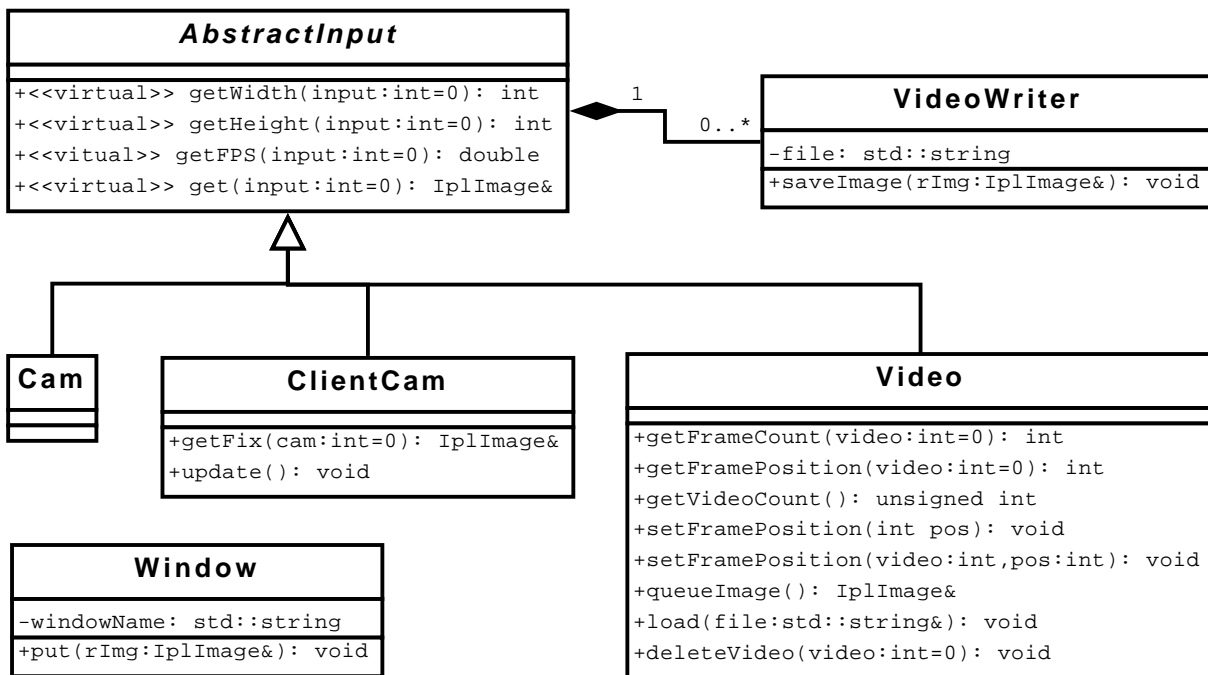 AbstractInput
+<<virtual>> getWidth(input:int=0): int
+<<virtual>> getHeight(input:int=0): int
+<<vitual>> getFPS(input:int=0): double
+<<virtual>> get(input:int=0): IplImage&
1
0..*
VideoWriter
-file: std::string
+saveImage(rImg:IplImage&): void
Cam
ClientCam
+getFix(cam:int=0): IplImage&
+update(): void
Video
+getFrameCount(video:int=0): int
+getFramePosition(video:int=0): int
+getVideoCount(): unsigned int
+setFramePosition(int pos): void
+setFramePosition(video:int,pos:int): void
+queueImage(): IplImage&
+load(file:std::string&): void
+deleteVideo(video:int=0): void
Window
-windowName: std::string
+put(rImg:IplImage&): void